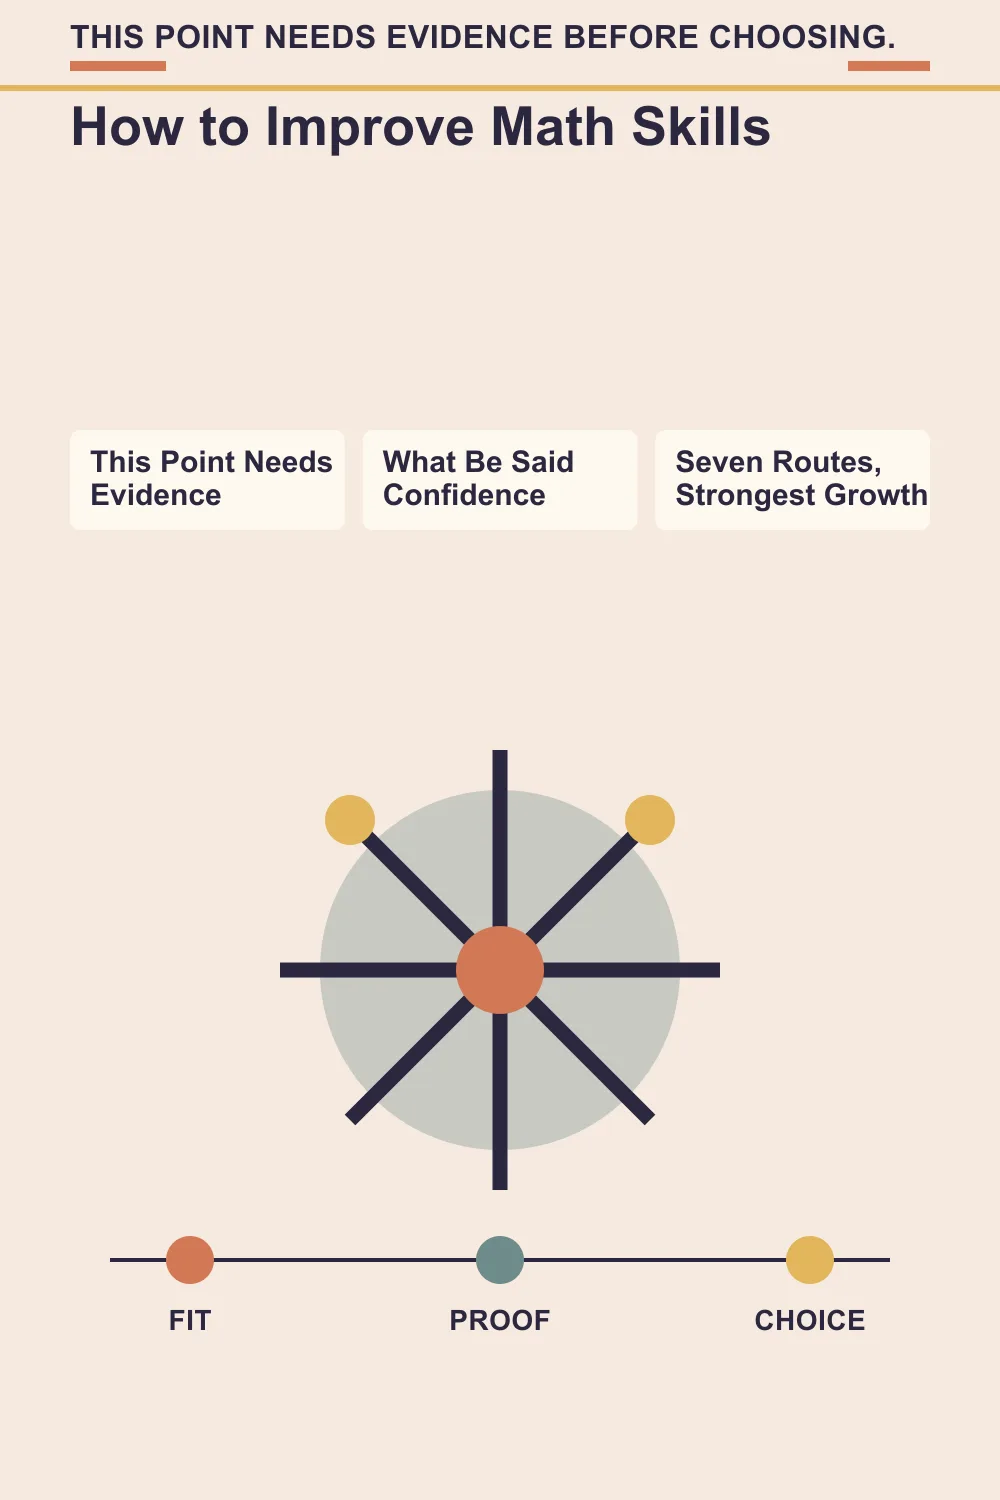 THIS POINT NEEDS EVIDENCE BEFORE CHOOSING.
How to Improve Math Skills
This Point Needs
Evidence
What Be Said
Confidence
Seven Routes,
Strongest Growth
FIT
PROOF
CHOICE